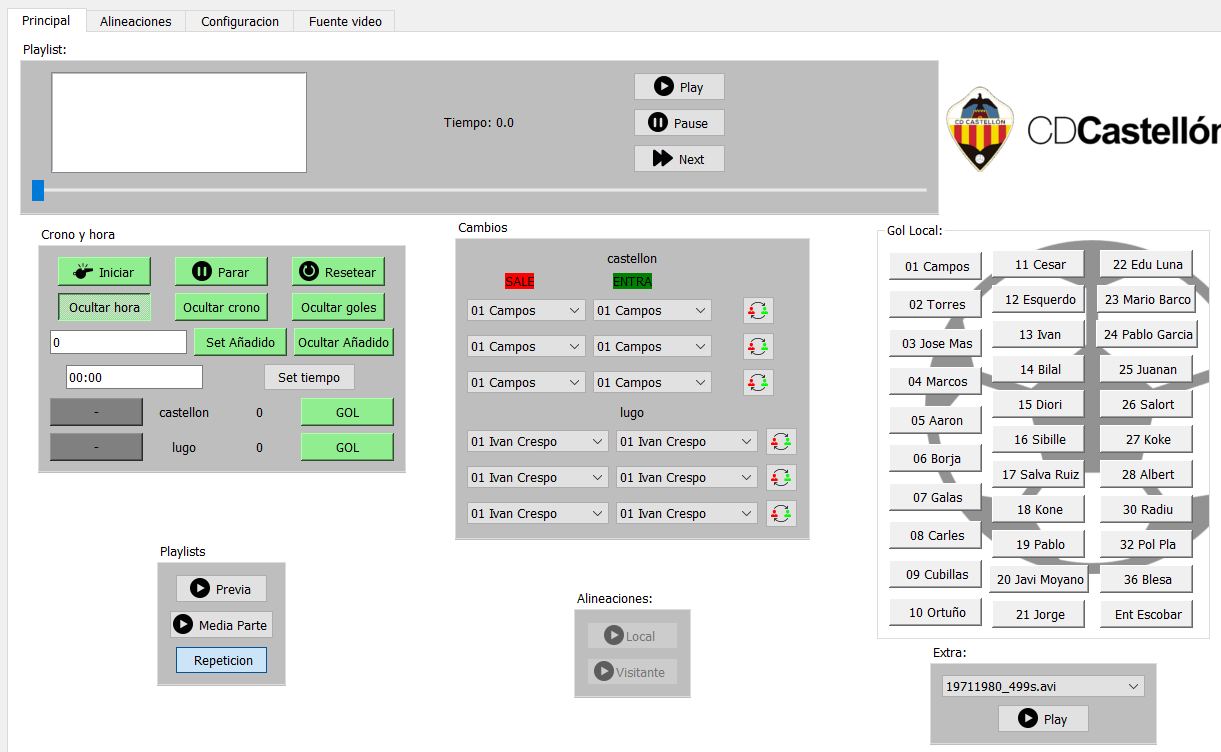 Principal
Alineaciones
Configuracion
Fuente video
Playlist:
Tiempo: 0.0
Play
Pause
Next
CD CASTELLÓN
CDCastellón
Crono y hora
Iniciar
Parar
Resetear
Ocultar hora
Ocultar crono
Ocultar goles
0
Set Añadido
Ocultar Añadido
00:00
Set tiempo
-
castellon
0
GOL
-
lugo
0
GOL
Cambios
castellon
SALE
ENTRA
01 Campos
01 Campos
01 Campos
01 Campos
01 Campos
01 Campos
lugo
01 Ivan Crespo
01 Ivan Crespo
01 Ivan Crespo
01 Ivan Crespo
01 Ivan Crespo
01 Ivan Crespo
Gol Local:
01 Campos
02 Torres
03 Jose Mas
04 Marcos
05 Aaron
06 Borja
07 Galas
08 Carles
09 Cubillas
10 Ortuño
11 Cesar
12 Esquerdo
13 Ivan
14 Bilal
15 Diori
16 Sibille
17 Salva Ruiz
18 Kone
19 Pablo
20 Javi Moyano
21 Jorge
22 Edu Luna
23 Mario Barco
24 Pablo Garcia
25 Juanan
26 Salort
27 Koke
28 Albert
30 Radiu
32 Pol Pla
36 Blesa
Ent Escobar
Playlists
Previa
Media Parte
Repeticion
Alineaciones:
Local
Visitante
Extra:
19711980_499s.avi
Play